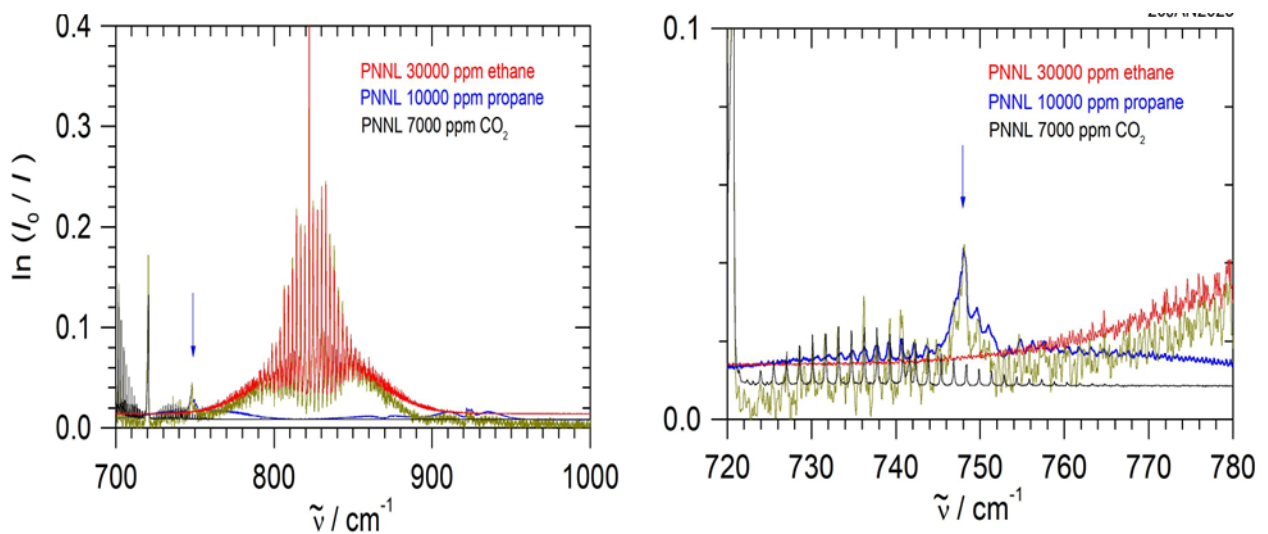 0.4
0.3
0.2
0.1
0.0
ln (I₀ / I)
PNNL 30000 ppm ethane
PNNL 10000 ppm propane
PNNL 7000 ppm CO₂
700 800 900 1000
ṽ / cm⁻¹
0.1
0.0
PNNL 30000 ppm ethane
PNNL 10000 ppm propane
PNNL 7000 ppm CO₂
720 730 740 750 760 770 780
ṽ / cm⁻¹